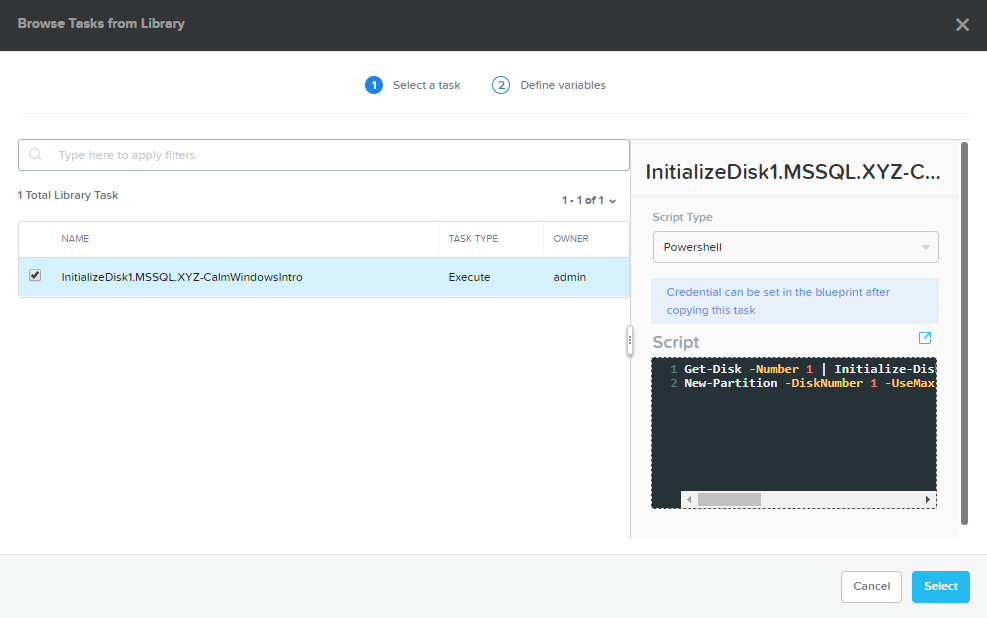 Browse Tasks from Library
1 Select a task 2 Define variables
Type here to apply filters
1 Total Library Task
1 - 1 of 1
NAME TASK TYPE OWNER
InitializeDisk1.MSSQL.XYZ-CalmWindowsIntro Execute admin
InitializeDisk1.MSSQL.XYZ-C...
Script Type
Powershell
Credential can be set in the blueprint after
copying this task
Script
1 Get-Disk -Number 1 | Initialize-Dis
2 New-Partition -DiskNumber 1 -UseMax
Cancel Select